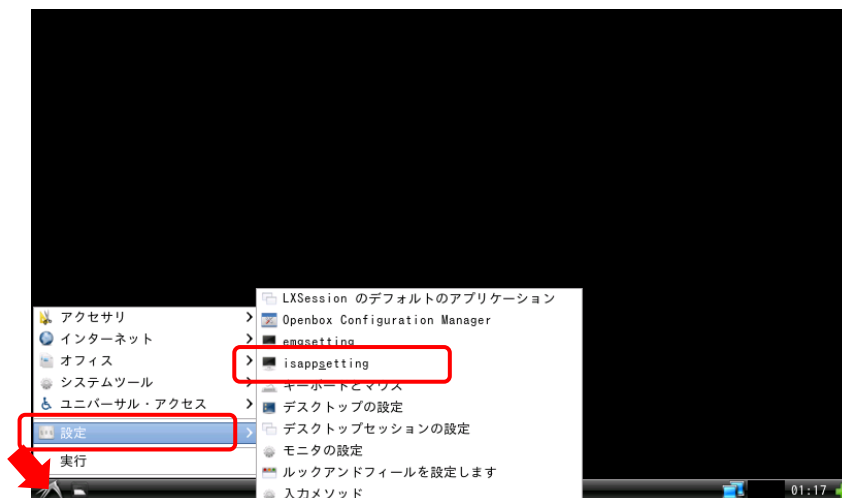 アクセサリ
インターネット
オフィス
システムツール
ユニバーサル・アクセス
設定
実行
LXSession のデフォルトのアプリケーション
Openbox Configuration Manager
emgsetting
isappsetting
キーボードとマウス
デスクトップの設定
デスクトップセッションの設定
モニタの設定
ルックアンドフィールを設定します
入力メソッド
01:17